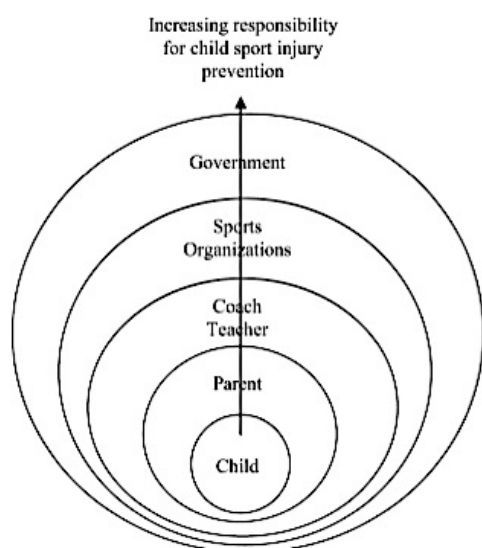 Increasing responsibility
for child sport injury
prevention
Government
Sports
Organizations
Coach
Teacher
Parent
Child